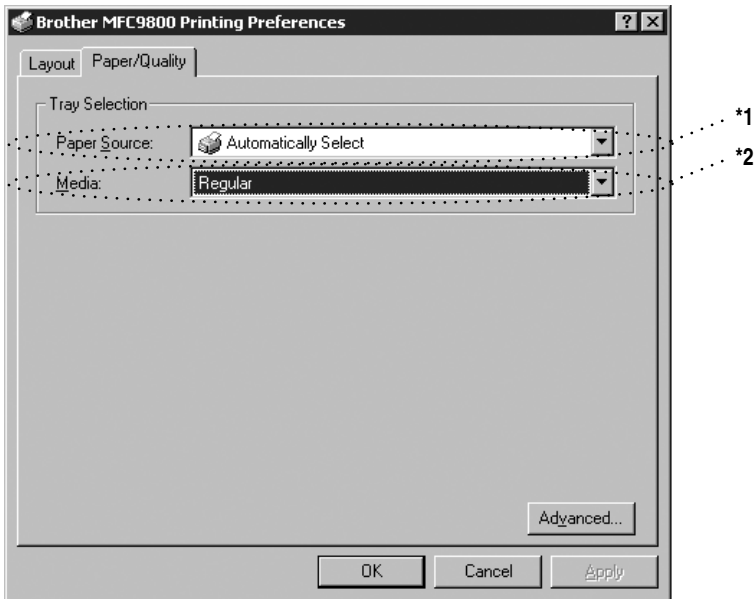 Brother MFC9800 Printing Preferences
Layout Paper/Quality
Tray Selection
Paper Source: Automatically Select *1
Media: Regular *2
Advanced...
OK Cancel Apply